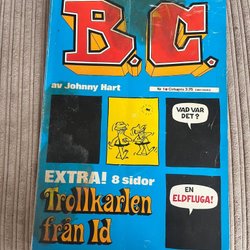 B.C.
av Johnny Hart
VAD VAR
DET?
EXTRA! 8 sidor
Trollkarlen
från Id
EN
ELDFLUGA!